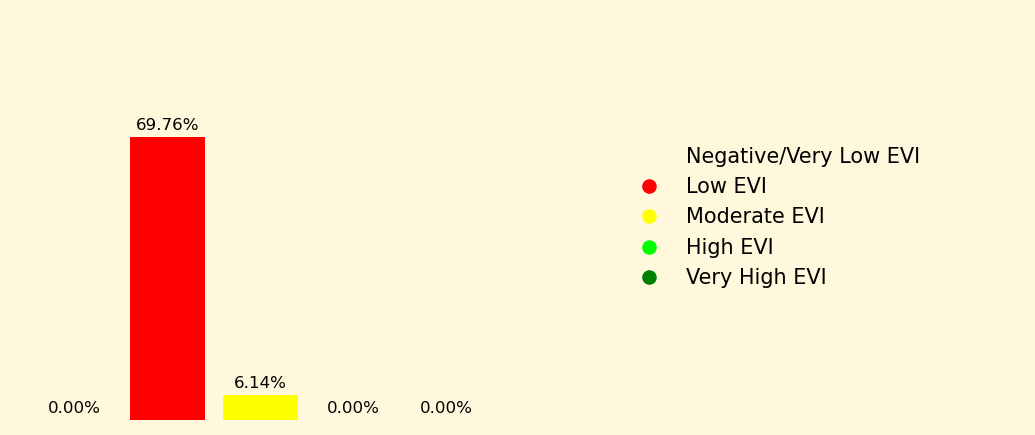 69.76%
6.14%
0.00%
0.00%
0.00%
Negative/Very Low EVI
Low EVI
Moderate EVI
High EVI
Very High EVI